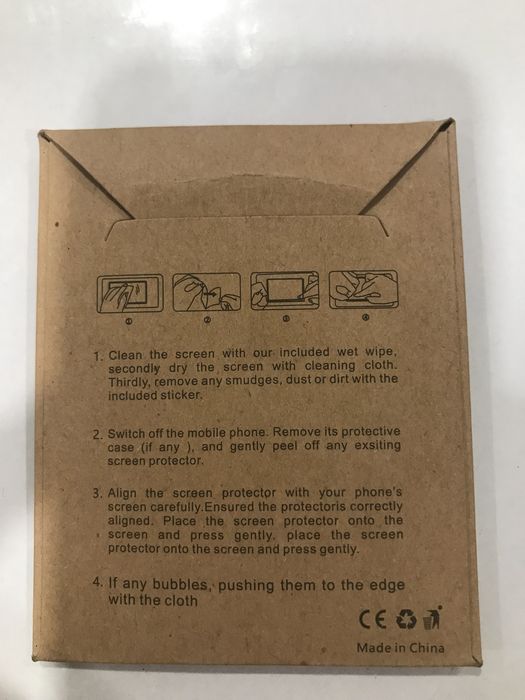 ① ② ③ ④
1. Clean the screen with our included wet wipe,
secondly dry the screen with cleaning cloth.
Thirdly, remove any smudges, dust or dirt with the
included sticker.
2. Switch off the mobile phone. Remove its protective
case (if any ), and gently peel off any exsiting
screen protector.
3. Align the screen protector with your phone's
screen carefully.Ensured the protectoris correctly
aligned. Place the screen protector onto the
screen and press gently. place the screen
protector onto the screen and press gently.
4. If any bubbles, pushing them to the edge
with the cloth
CE
Made in China